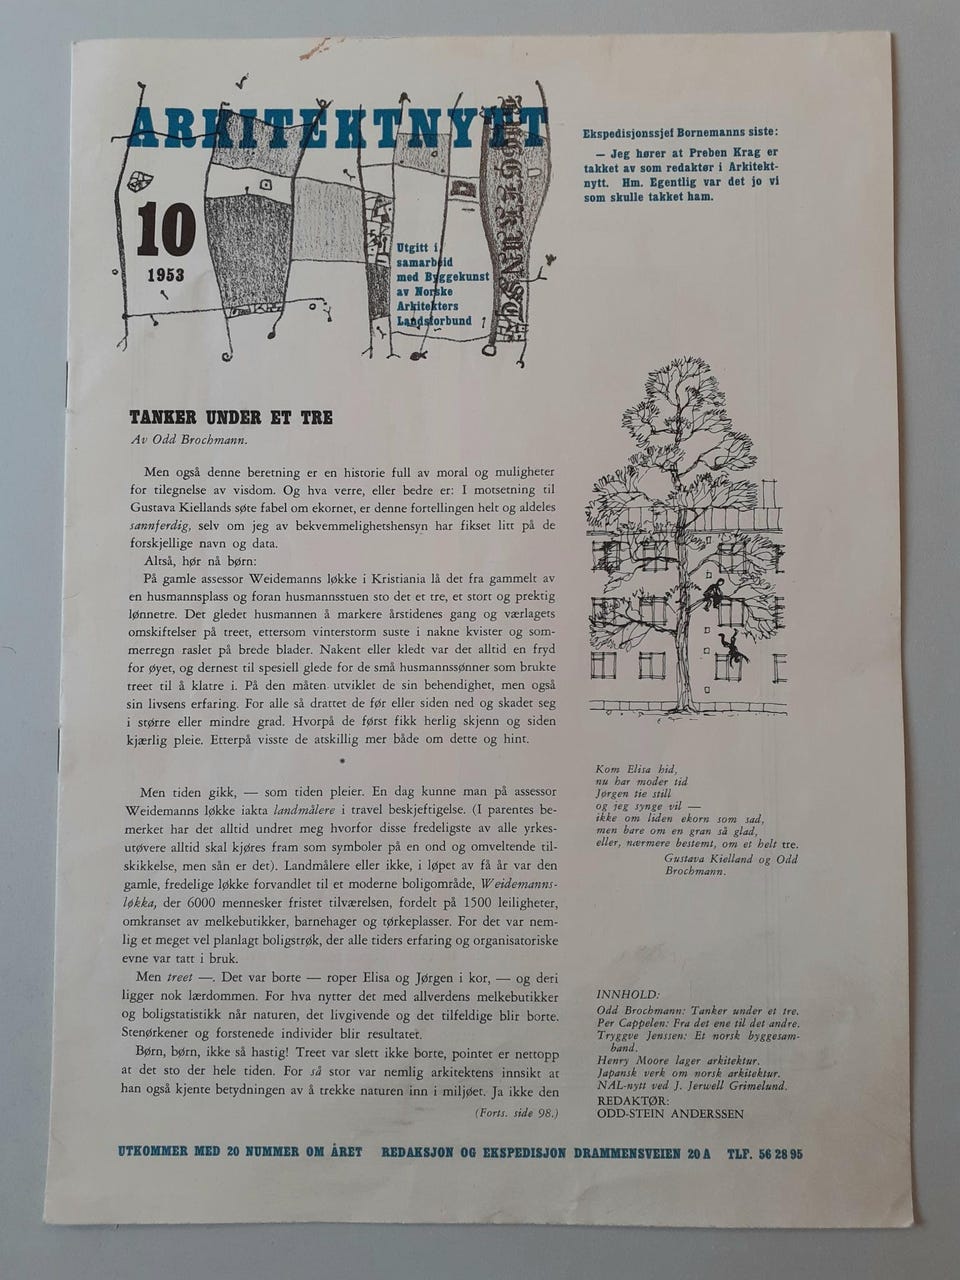 ARKITEKTNYTT
10
1953
Utgitt i
samarbeid
med Byggekunst
av Norske
Arkitekters
Landsforbund
Ekspedisjonssjef Bornemanns siste:
— Jeg hører at Preben Krag er
takket av som redaktør i Arkitekt-
nytt. Hm. Egentlig var det jo vi
som skulle takket ham.
TANKER UNDER ET TRE
Av Odd Brochmann.
Men også denne beretning er en historie full av moral og muligheter
for tilegnelse av visdom. Og hva verre, eller bedre er: I motsetning til
Gustava Kiellands søte fabel om ekornet, er denne fortellingen helt og aldeles
sannferdig, selv om jeg av bekvemmelighetshensyn har fikset litt på de
forskjellige navn og data.
Altså, hør nå børn:
På gamle assessor Weidemanns løkke i Kristiania lå det fra gammelt av
en husmannsplass og foran husmannsstuen sto det et tre, et stort og prektig
lønnetre. Det gledet husmannen å markere årstidenes gang og værlagets
omskiftelser på treet, ettersom vinterstorm suste i nakne kvister og som-
merregn raslet på brede blader. Nakent eller kledt var det alltid en fryd
for øyet, og dernest til spesiell glede for de små husmannssønner som brukte
treet til å klatre i. På den måten utviklet de sin behendighet, men også
sin livsens erfaring. For alle så drattet de før eller siden ned og skadet seg
i større eller mindre grad. Hvorpå de først fikk herlig skjenn og siden
kjærlig pleie. Etterpå visste de atskillig mer både om dette og hint.
*
Men tiden gikk, — som tiden pleier. En dag kunne man på assessor
Weidemanns løkke iakta landmålere i travel beskjeftigelse. (I parentes be-
merket har det alltid undret meg hvorfor disse fredeligste av alle yrkes-
utøvere alltid skal kjøres fram som symboler på en ond og omveltende til-
skikkelse, men sån er det). Landmålere eller ikke, i løpet av få år var den
gamle, fredelige løkke forvandlet til et moderne boligområde, Weidemanns-
løkka, der 6000 mennesker fristet tilværelsen, fordelt på 1500 leiligheter,
omkranset av melkebutikker, barnehager og tørkeplasser. For det var nem-
lig et meget vel planlagt boligstrøk, der alle tiders erfaring og organisatoriske
evne var tatt i bruk.
Men treet —. Det var borte — roper Elisa og Jørgen i kor, — og deri
ligger nok lærdommen. For hva nytter det med allverdens melkebutikker
og boligstatistikk når naturen, det livgivende og det tilfeldige blir borte.
Stenørkener og forstenede individer blir resultatet.
Børn, børn, ikke så hastig! Treet var slett ikke borte, pointet er nettopp
at det sto der hele tiden. For så stor var nemlig arkitektens innsikt at
han også kjente betydningen av å trekke naturen inn i miljøet. Ja ikke den
(Forts. side 98.)
Kom Elisa hid,
nu har moder tid
Jørgen tie still
og jeg synge vil —
ikke om liden ekorn som sad,
men bare om en gran så glad,
eller, nærmere bestemt, om et helt tre.
Gustava Kielland og Odd
Brochmann.
INNHOLD:
Odd Brochmann: Tanker under et tre.
Per Cappelen: Fra det ene til det andre.
Tryggve Jenssen: Et norsk byggesam-
band.
Henry Moore lager arkitektur.
Japansk verk om norsk arkitektur.
NAL-nytt ved J. Jerwell Grimelund.
REDAKTØR:
ODD-STEIN ANDERSSEN
UTKOMMER MED 20 NUMMER OM ÅRET REDAKSJON OG EKSPEDISJON DRAMMENSVEIEN 20 A TLF. 56 28 95